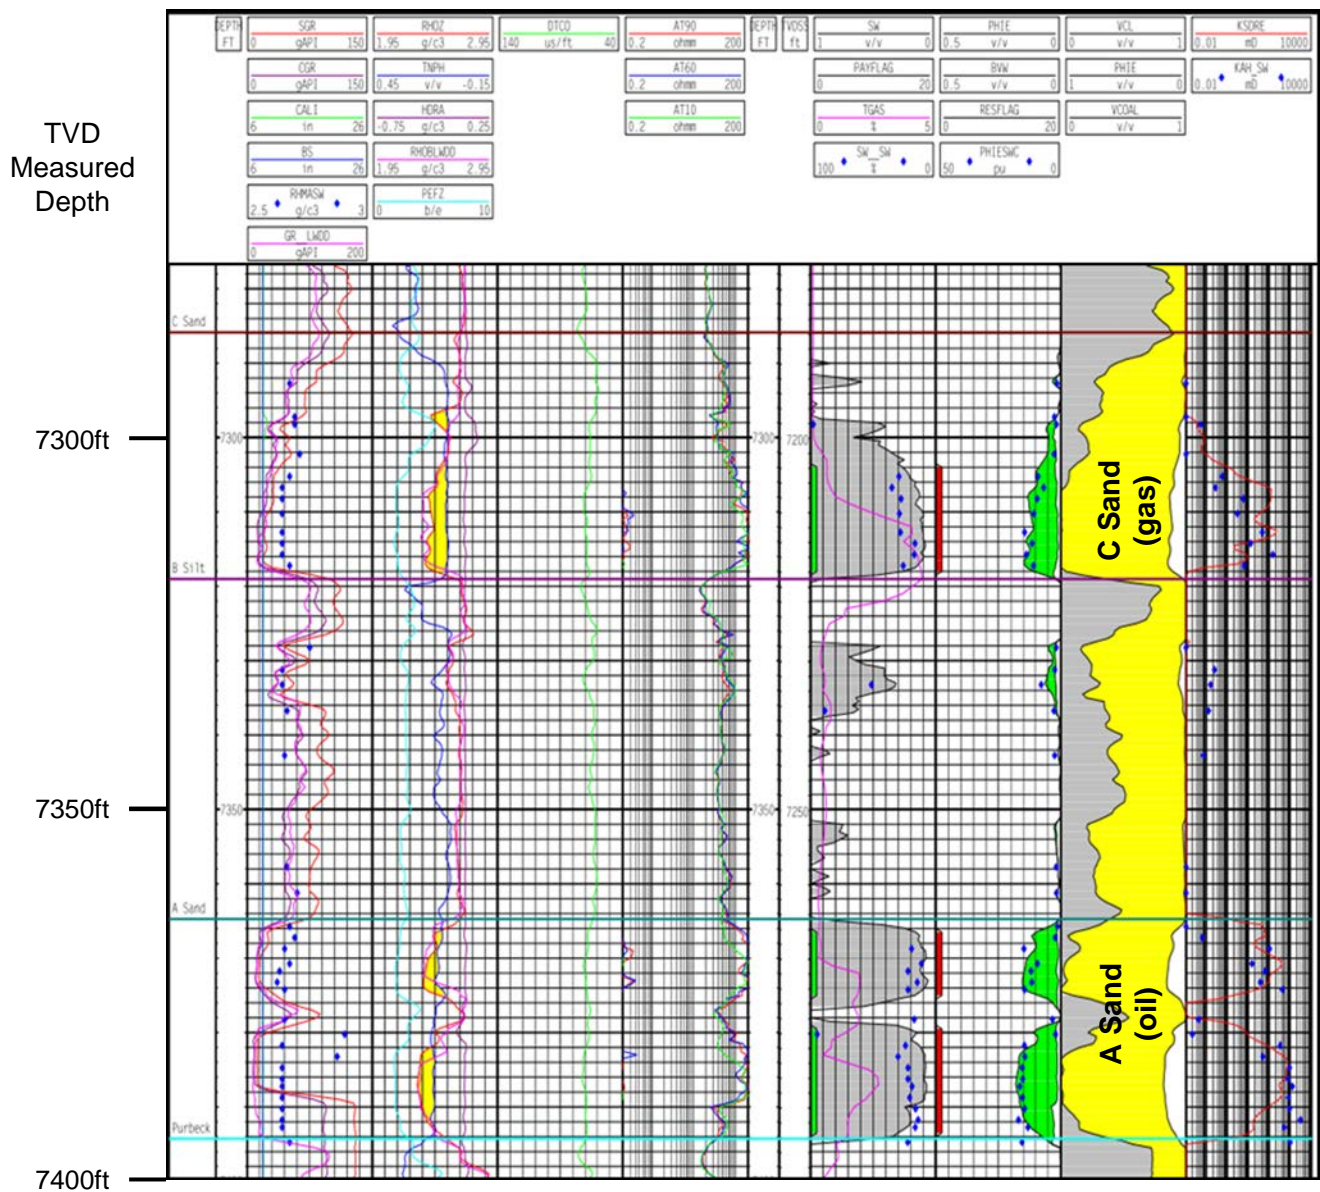 DEPTH
FT
SGR
0 gAPI 150
RHOZ
1.95 g/c3 2.95
DTCO
140 us/ft 40
AT90
0.2 ohmm 200
DEPTH
FT
TVDSS
ft
SW
1 v/v 0
PHIE
0.5 v/v 0
VCL
0 v/v 1
KSDRE
0.01 mD 10000
CGR
0 gAPI 150
TNPH
0.45 v/v -0.15
AT60
0.2 ohmm 200
PAYFLAG
0 20
BVW
0.5 v/v 0
PHIE
1 v/v 0
KAH_SW
0.01 mD 10000
CALI
6 in 26
HDRA
-0.75 g/c3 0.25
AT10
0.2 ohmm 200
TGAS
0 % 5
RESFLAG
0 20
VCOAL
0 v/v 1
BS
6 in 26
RHOBLWDD
1.95 g/c3 2.95
SW__SW
100 % 0
PHIESWC
50 pu 0
RHMASW
2.5 g/c3 3
PEFZ
0 b/e 10
GR__LWDD
0 gAPI 200
TVD
Measured
Depth
C Sand
7300ft
7300
7300
7200
C Sand
(gas)
B Silt
7350ft
7350
7350
7250
A Sand
A Sand
(oil)
Purbeck
7400ft